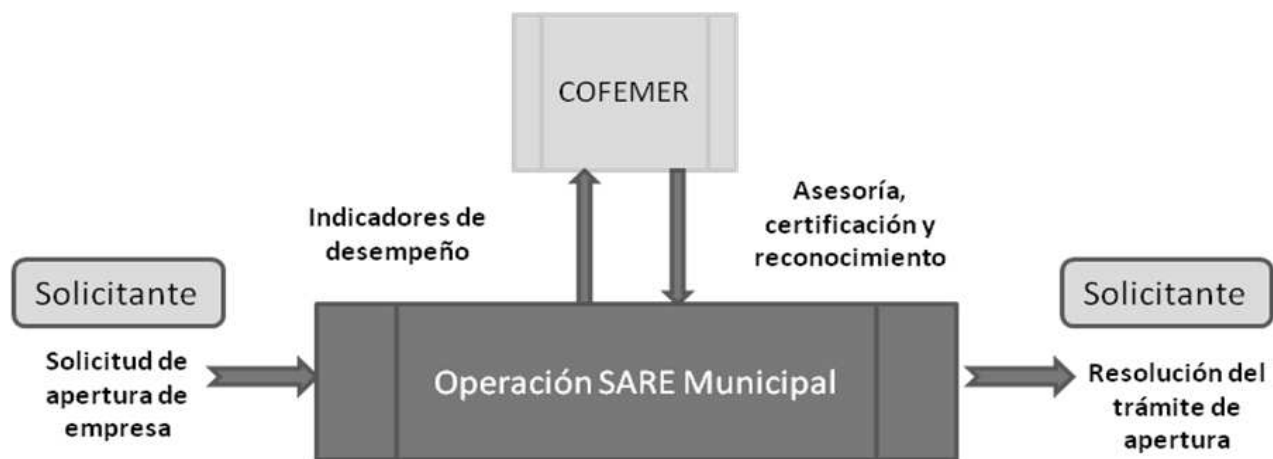 COFEMER
Indicadores de
desempeño
Asesoría,
certificación y
reconocimiento
Solicitante
Solicitud de
apertura de
empresa
Operación SARE Municipal
Solicitante
Resolución del
trámite de
apertura